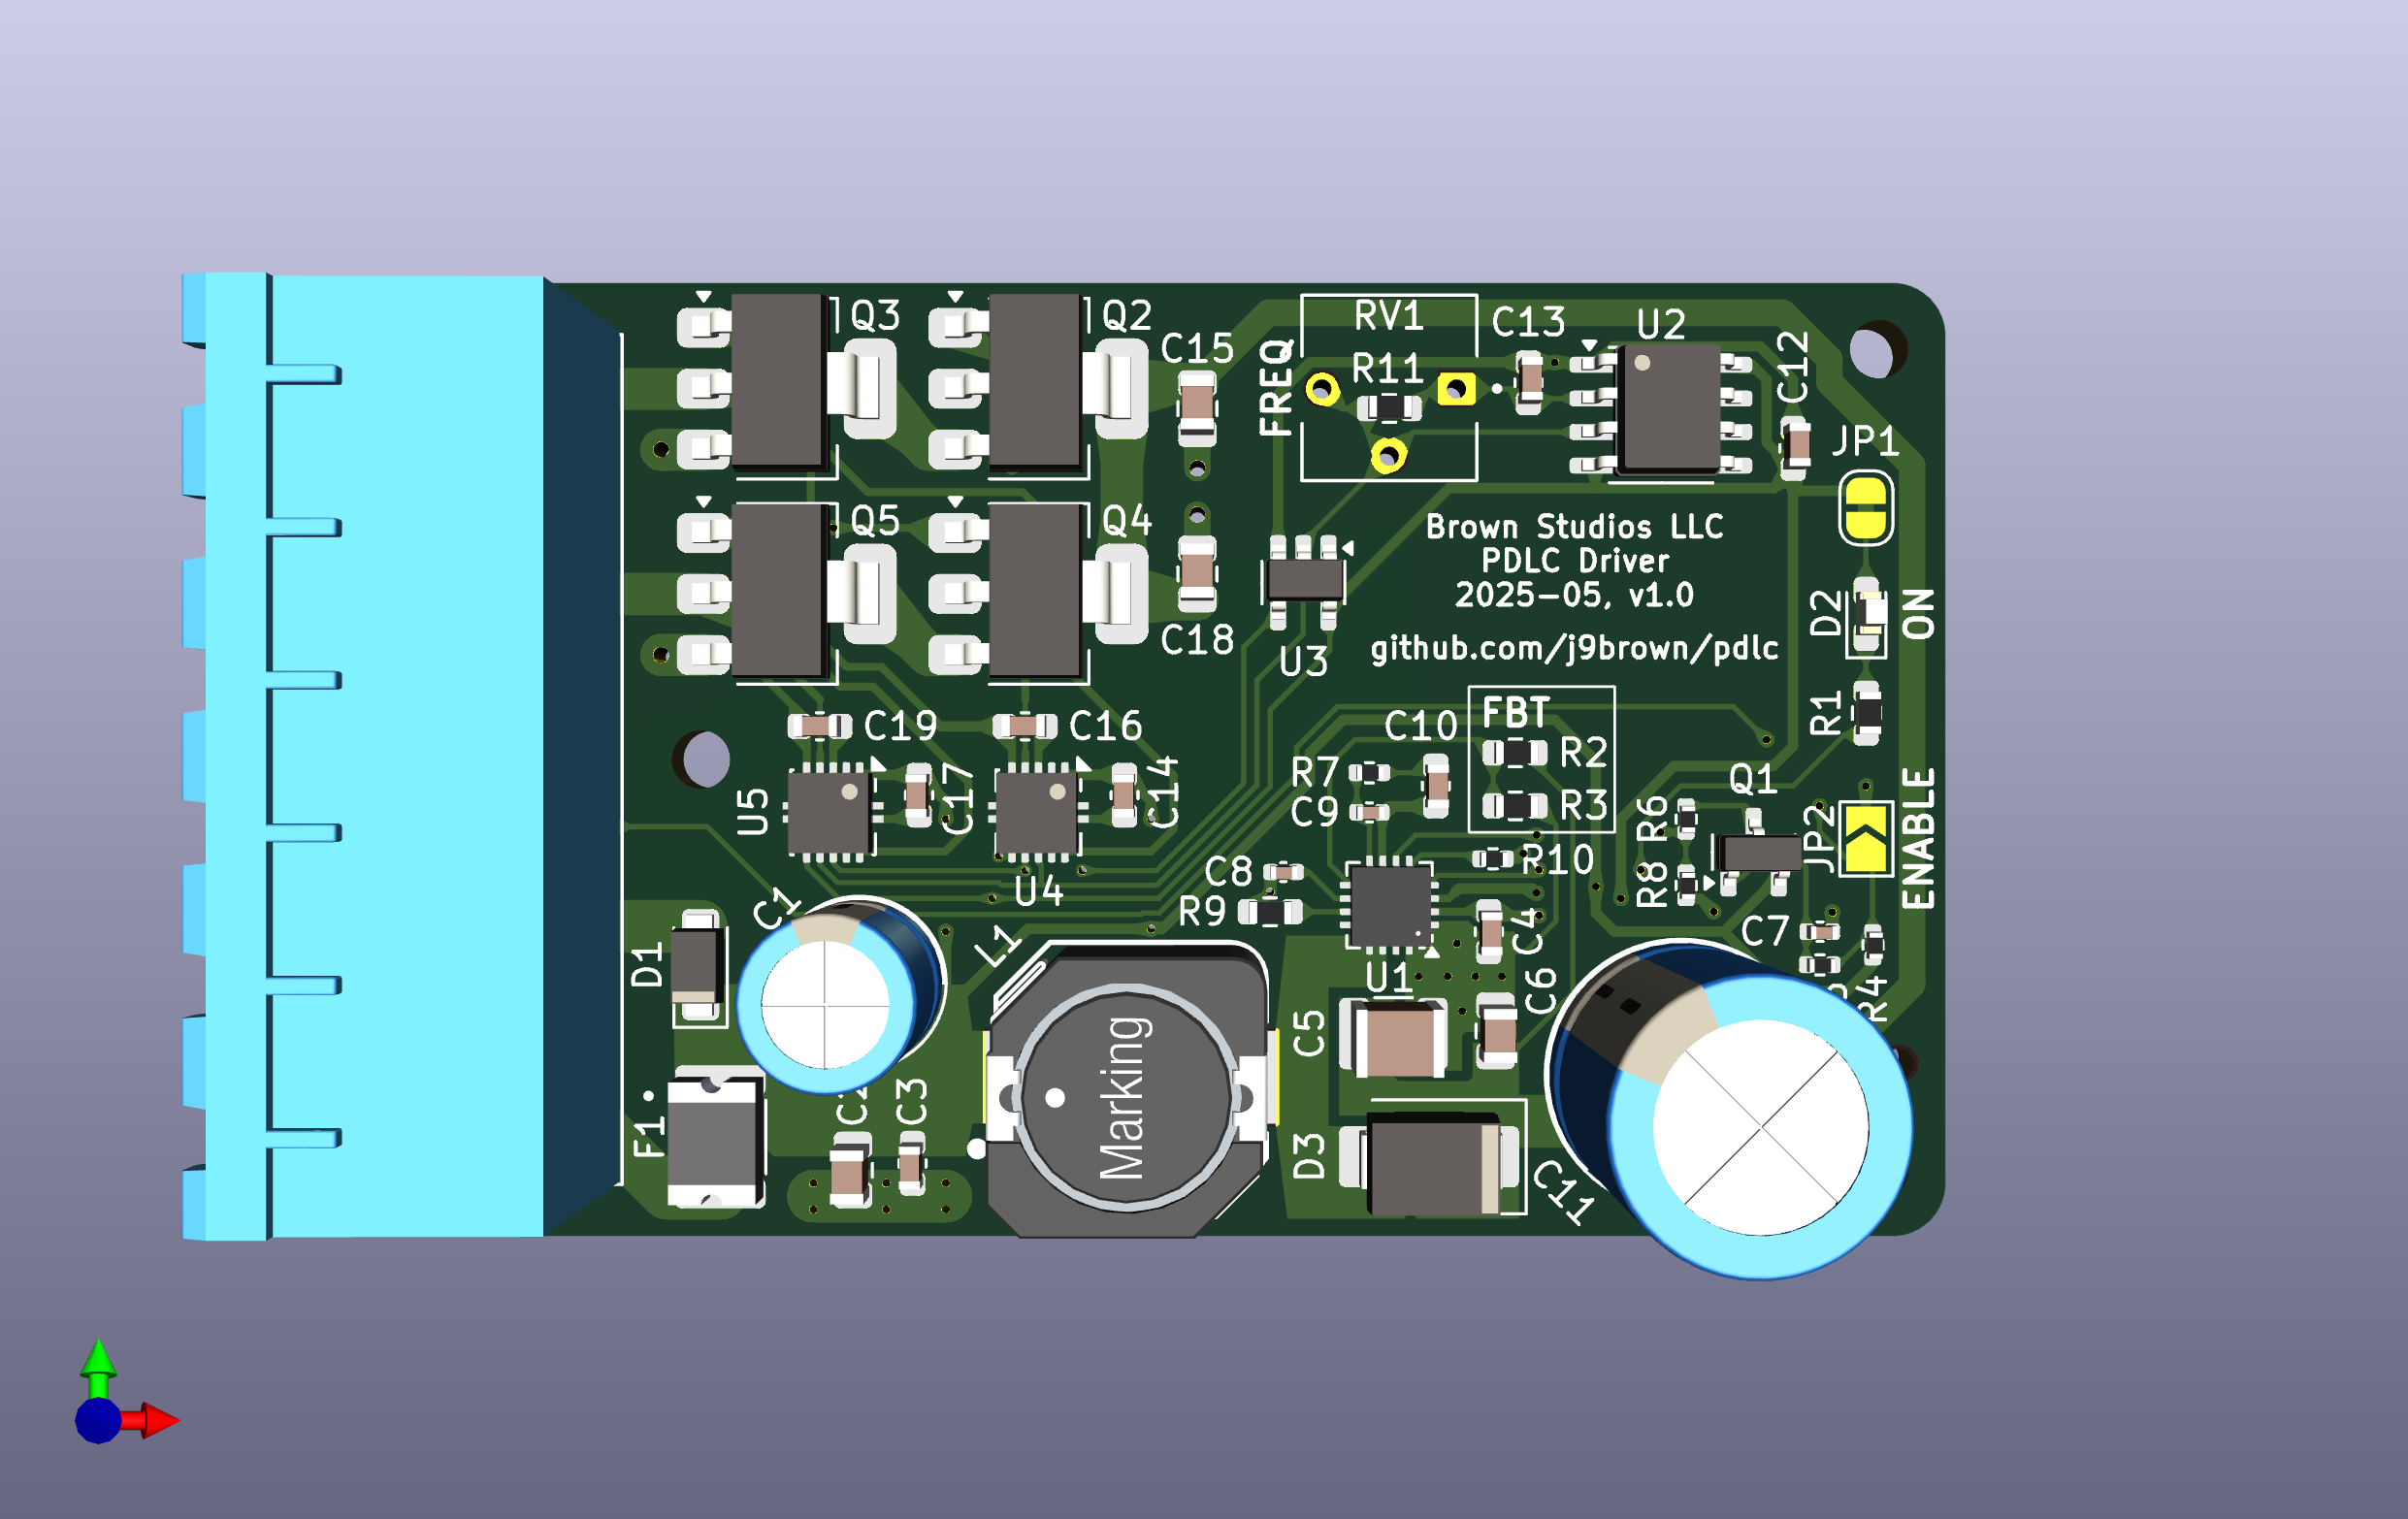 Q3
Q2
C15
FREQ
RV1
R11
C13
U2
C12
JP1
Q5
Q4
C18
U3
Brown Studios LLC
PDLC Driver
2025-05, v1.0
github.com/j9brown/pdlc
D2
ON
R1
C19
C16
U5
C17
C14
U4
C10
FBT
R2
R3
R7
C9
C8
R9
R10
U1
C4
C6
Q1
R6
R8
JP2
ENABLE
C7
R4
C1
D1
L1
F1
C2
C3
Marking
C5
D3
C11